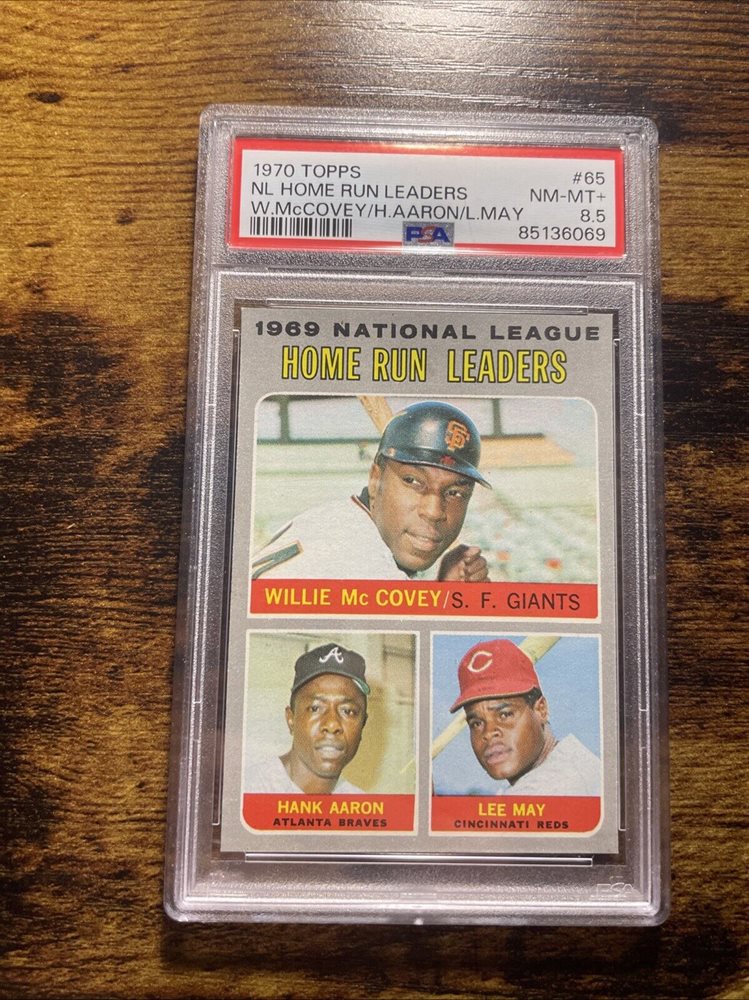 1970 TOPPS #65
NL HOME RUN LEADERS NM-MT+
W.McCOVEY/H.AARON/L.MAY 8.5
PSA 85136069
1969 NATIONAL LEAGUE
HOME RUN LEADERS
SF
WILLIE Mc COVEY/S. F. GIANTS
A
C
HANK AARON
ATLANTA BRAVES
LEE MAY
CINCINNATI REDS